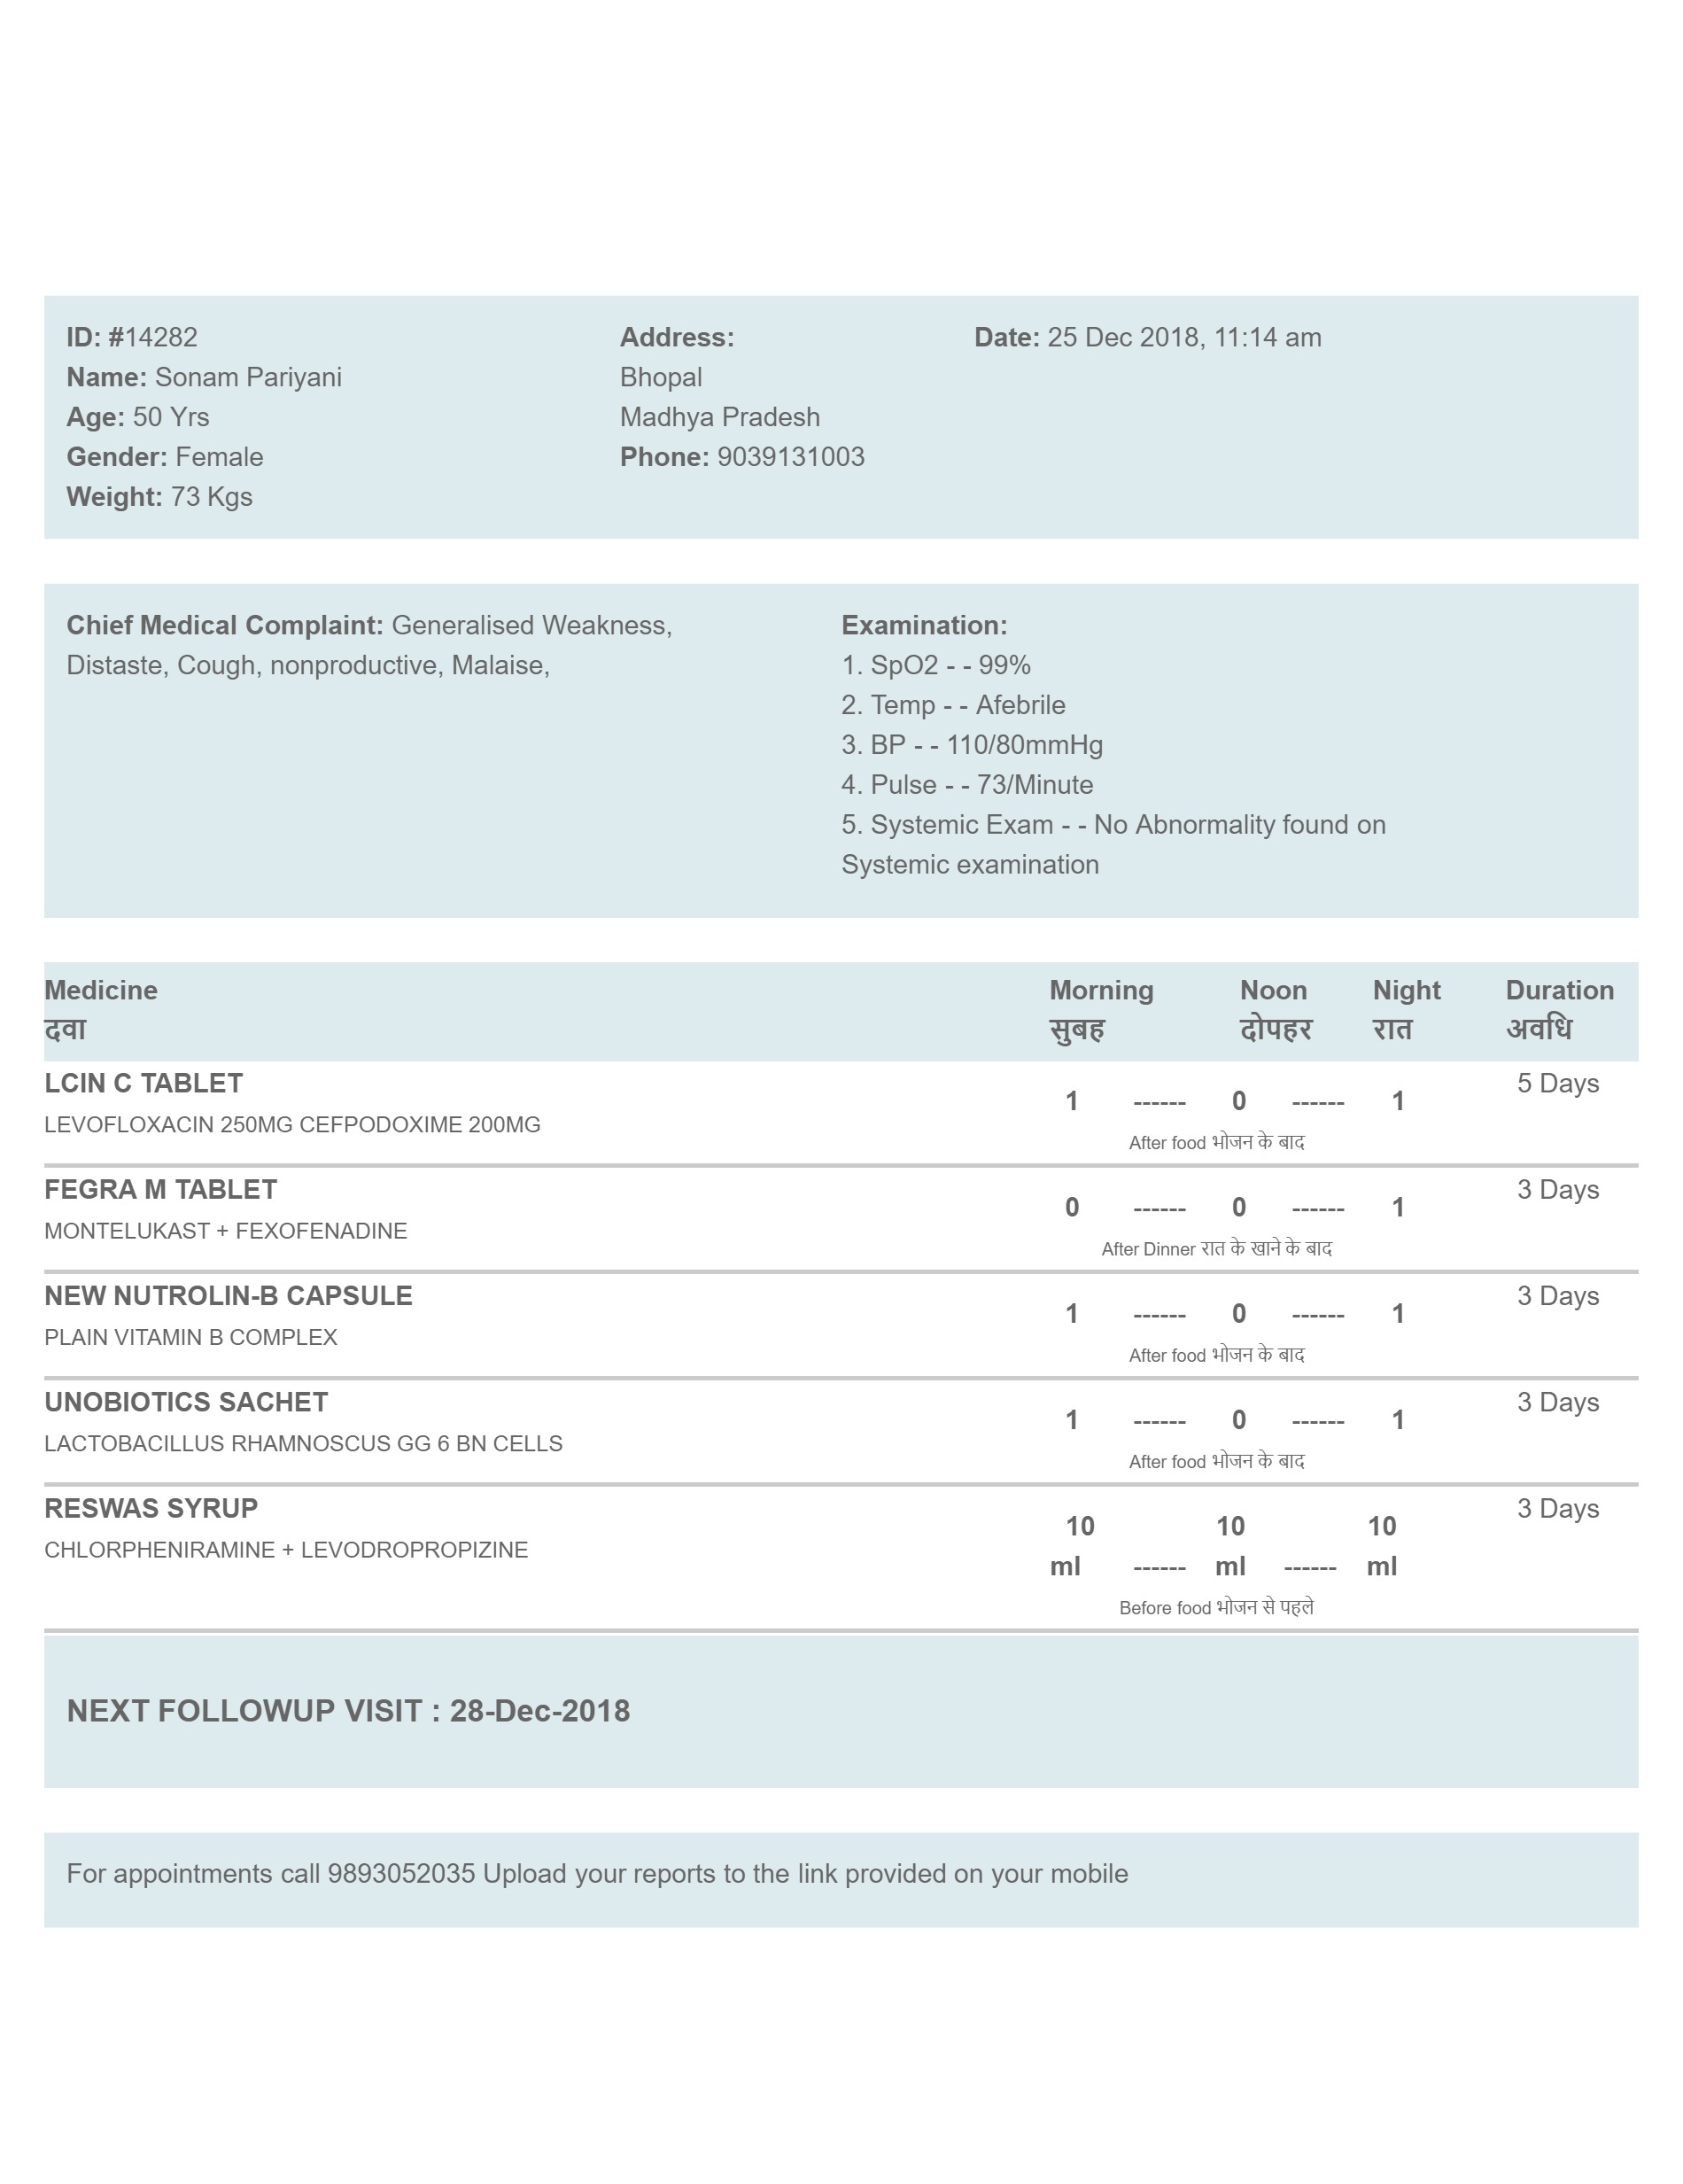 ID: #14282
Name: Sonam Pariyani
Age: 50 Yrs
Gender: Female
Weight: 73 Kgs
Address:
Bhopal
Madhya Pradesh
Phone: 9039131003
Date: 25 Dec 2018, 11:14 am
Chief Medical Complaint: Generalised Weakness,
Distaste, Cough, nonproductive, Malaise,
Examination:
1. SpO2 - - 99%
2. Temp - - Afebrile
3. BP - - 110/80mmHg
4. Pulse - - 73/Minute
5. Systemic Exam - - No Abnormality found on
Systemic examination
Medicine Morning Noon Night Duration
दवा सुबह दोपहर रात अवधि
LCIN C TABLET 5 Days
1 ------ 0 ------ 1
LEVOFLOXACIN 250MG CEFPODOXIME 200MG
After food भोजन के बाद
FEGRA M TABLET 3 Days
0 ------ 0 ------ 1
MONTELUKAST + FEXOFENADINE
After Dinner रात के खाने के बाद
NEW NUTROLIN-B CAPSULE 3 Days
1 ------ 0 ------ 1
PLAIN VITAMIN B COMPLEX
After food भोजन के बाद
UNOBIOTICS SACHET 3 Days
1 ------ 0 ------ 1
LACTOBACILLUS RHAMNOSCUS GG 6 BN CELLS
After food भोजन के बाद
RESWAS SYRUP 3 Days
10 10 10
CHLORPHENIRAMINE + LEVODROPROPIZINE
ml ------ ml ------ ml
Before food भोजन से पहले
NEXT FOLLOWUP VISIT : 28-Dec-2018
For appointments call 9893052035 Upload your reports to the link provided on your mobile